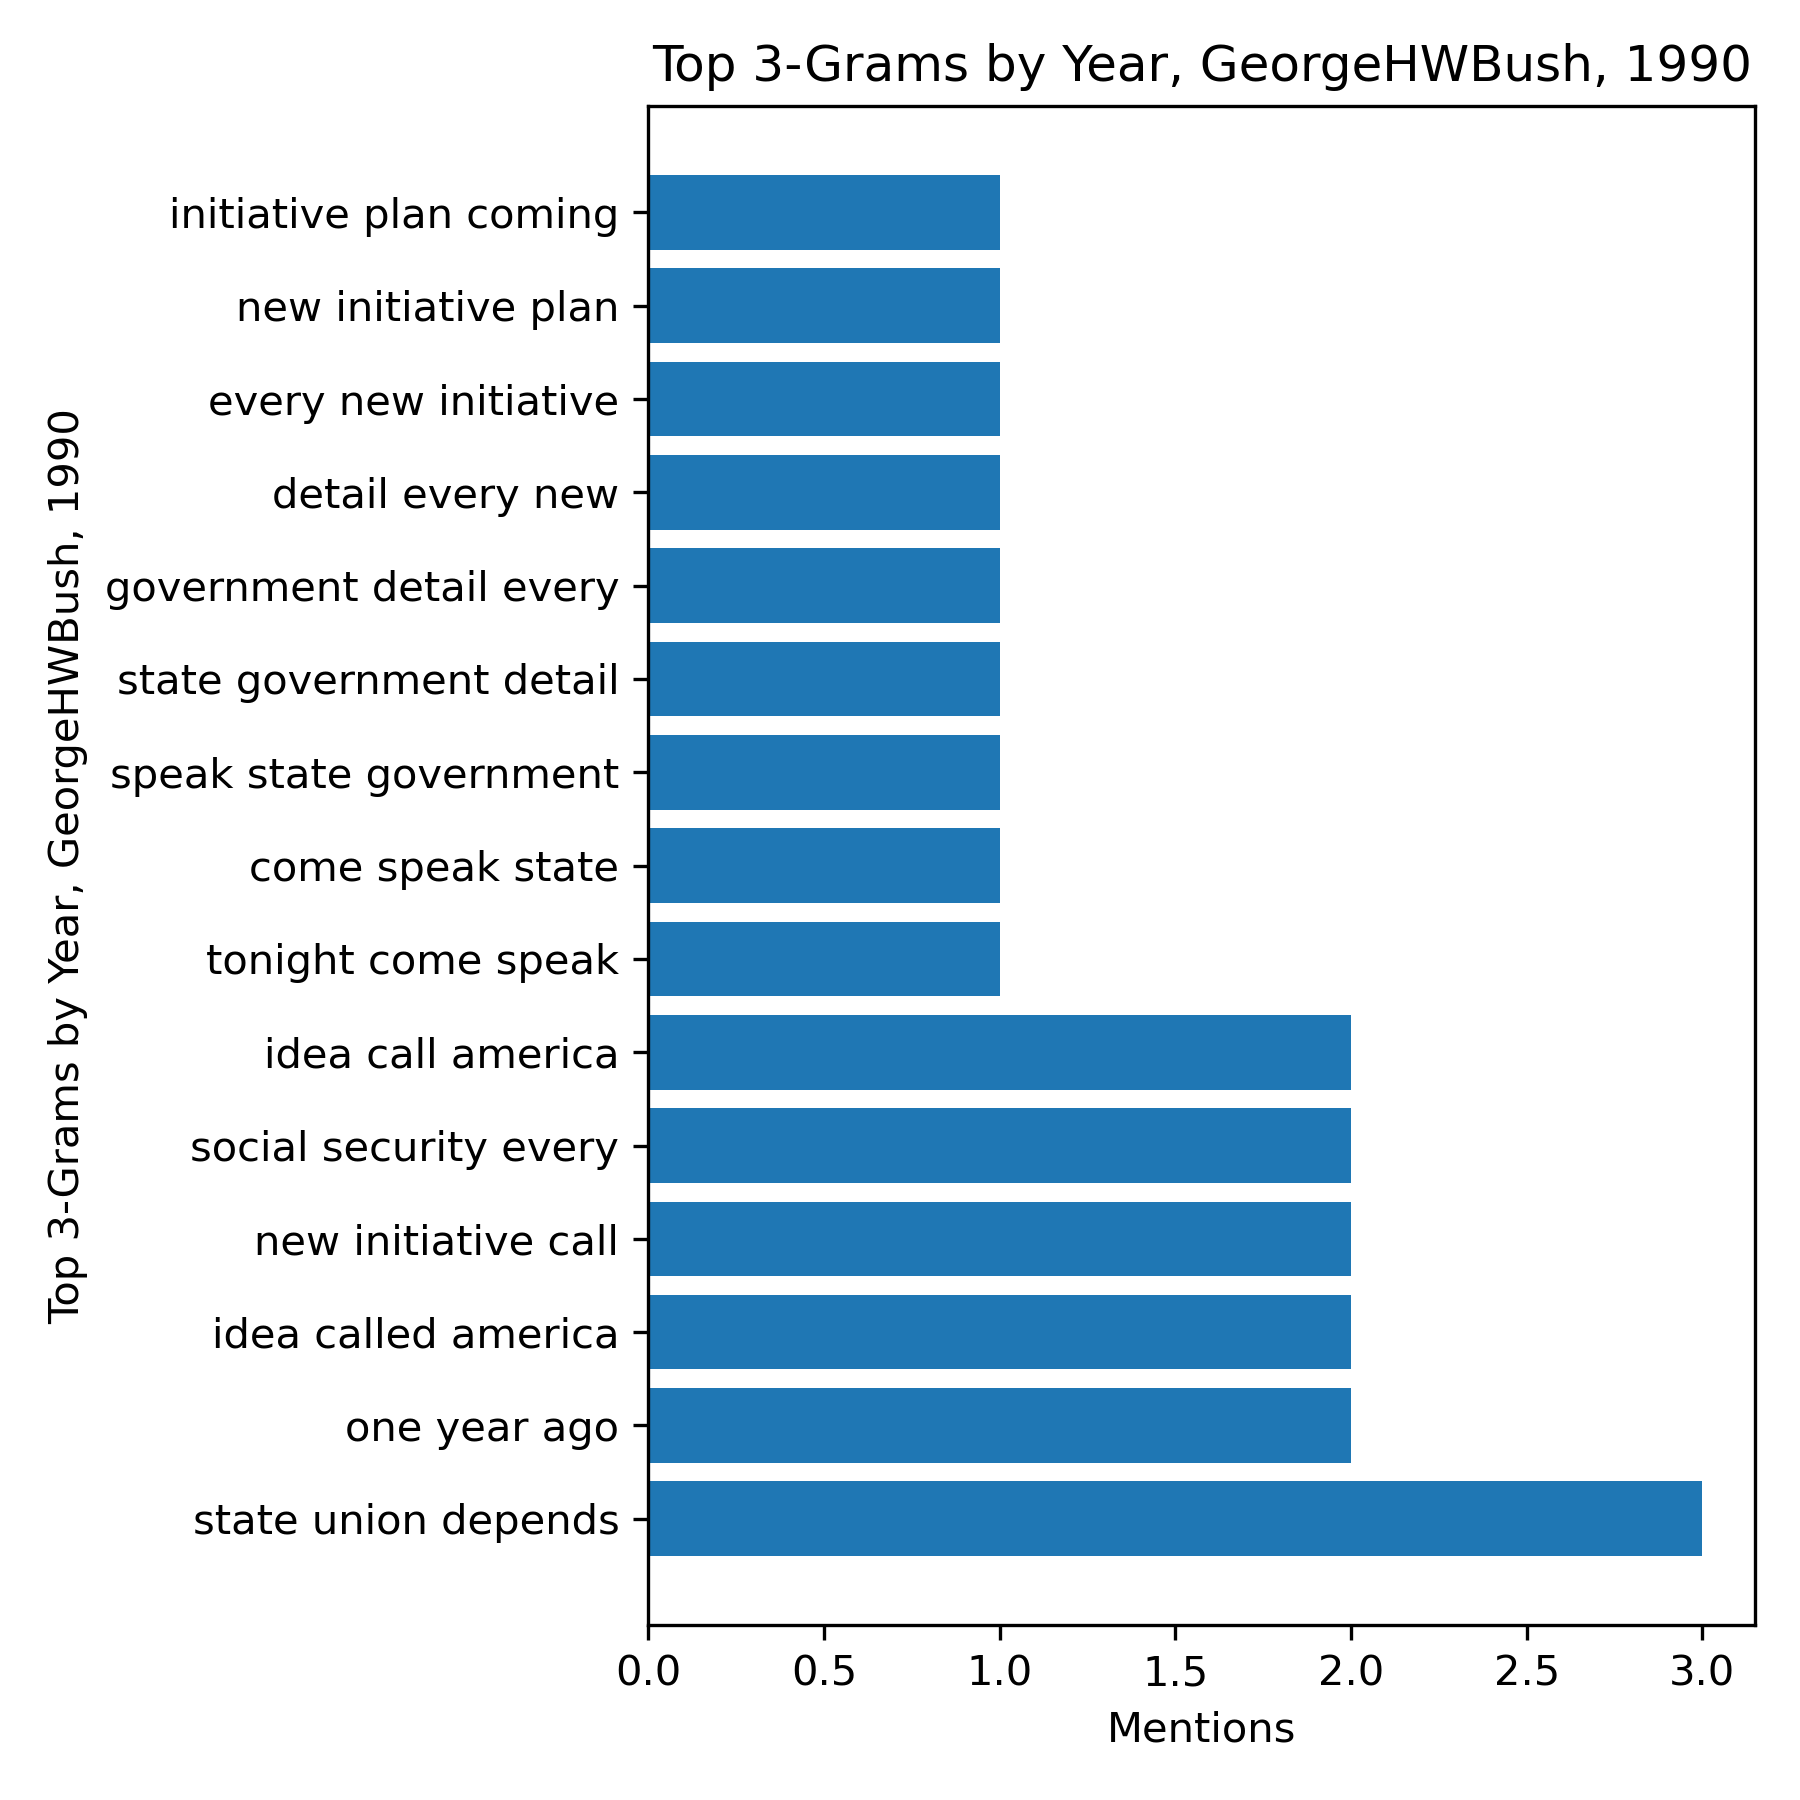 Top 3-Grams by Year, GeorgeHWBush, 1990
Top 3-Grams by Year, GeorgeHWBush, 1990
initiative plan coming
new initiative plan
every new initiative
detail every new
government detail every
state government detail
speak state government
come speak state
tonight come speak
idea call america
social security every
new initiative call
idea called america
one year ago
state union depends
0.0 0.5 1.0 1.5 2.0 2.5 3.0
Mentions